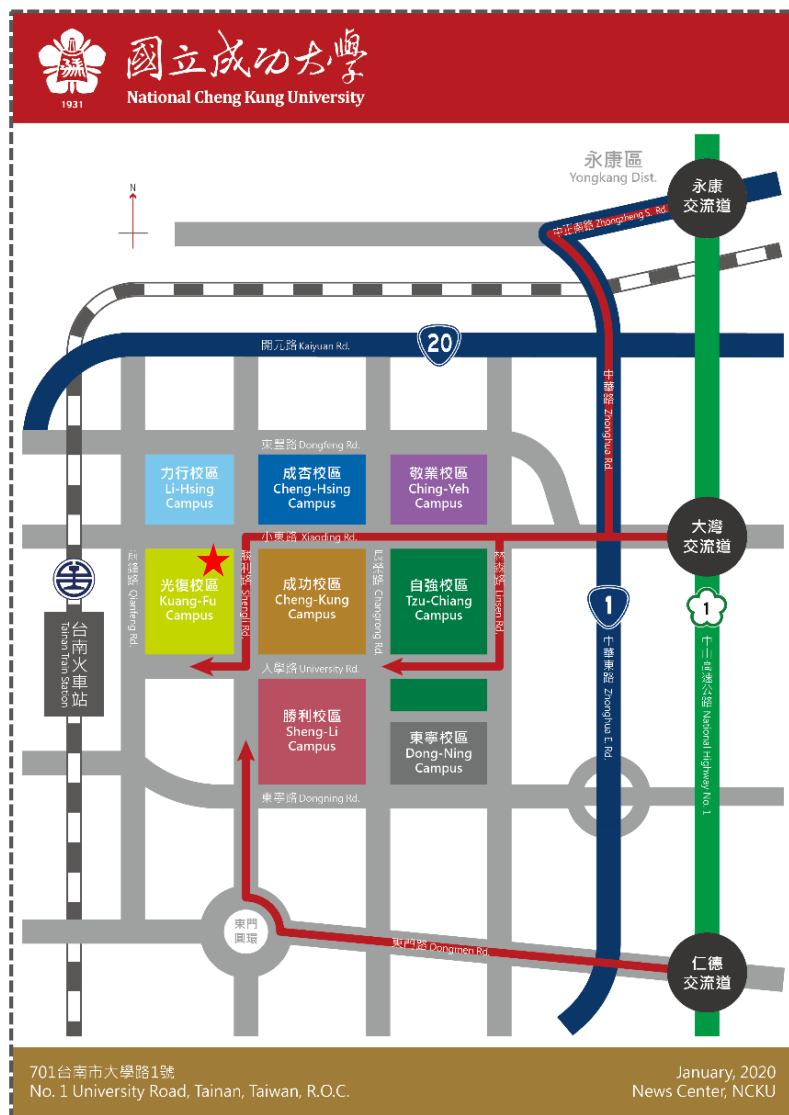 國立成功大學
National Cheng Kung University
1931
永康區
Yongkang Dist.
永康
交流道
N
中正南路 Zhongzheng S. Rd.
開元路 Kaiyuan Rd.
20
中華路 Zhonghua Rd.
東豐路 Dongfeng Rd.
力行校區
Li-Hsing
Campus
成杏校區
Cheng-Hsing
Campus
敬業校區
Ching-Yeh
Campus
小東路 Xiaoding Rd.
大灣
交流道
Qianfeng Rd.
光復校區
Kuang-Fu
Campus
勝利路 Shengli Rd.
成功校區
Cheng-Kung
Campus
Changrong Rd.
自強校區
Tzu-Chiang
Campus
林森路 Linsen Rd.
1
1
台南火車站
Tainan Train Station
大學路 University Rd.
中華東路 Zhonghua E. Rd.
中山高速公路 National Highway No. 1
勝利校區
Sheng-Li
Campus
東寧校區
Dong-Ning
Campus
東寧路 Dongning Rd.
東門
圓環
東門路 Dongmen Rd.
仁德
交流道
701台南市大學路1號
No. 1 University Road, Tainan, Taiwan, R.O.C.
January, 2020
News Center, NCKU